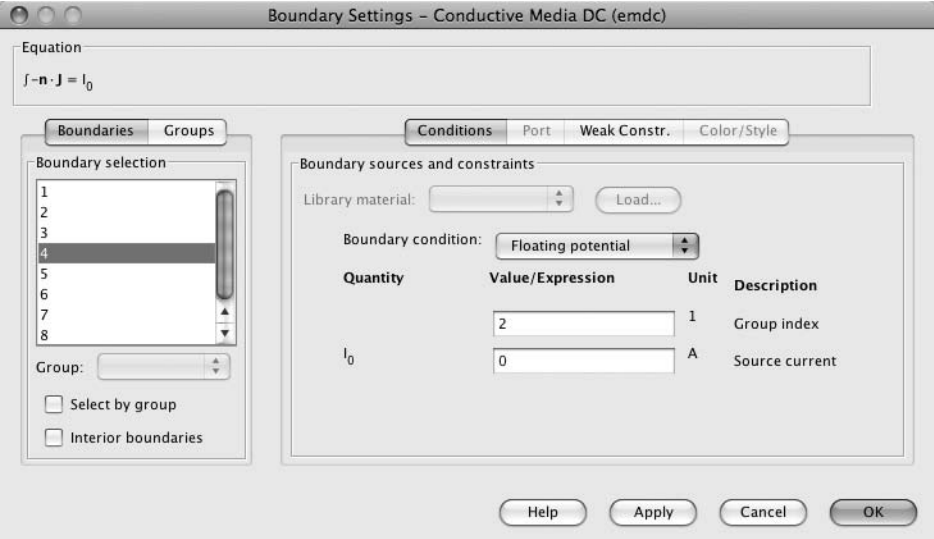 Boundary Settings – Conductive Media DC (emdc)
Equation
∫-n · J = I₀
Boundaries Groups
Boundary selection
1
2
3
4
5
6
7
8
Group:
Select by group
Interior boundaries
Conditions Port Weak Constr. Color/Style
Boundary sources and constraints
Library material: Load...
Boundary condition: Floating potential
Quantity Value/Expression Unit Description
2 1 Group index
I₀ 0 A Source current
Help Apply Cancel OK